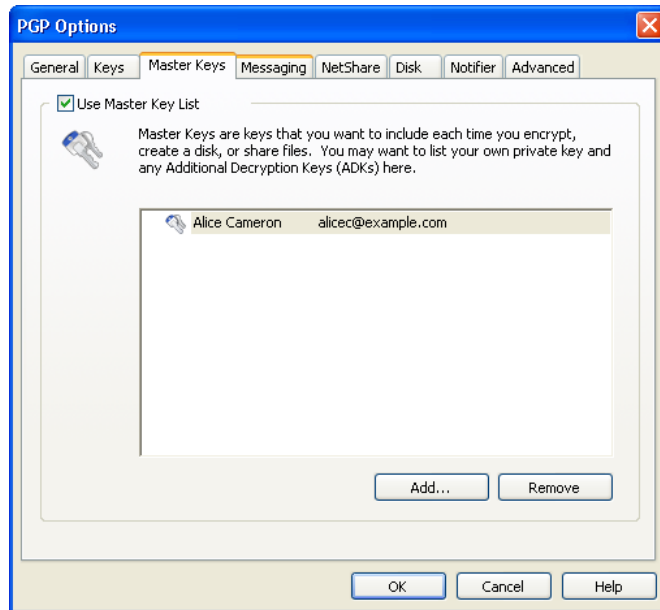 PGP Options
General Keys Master Keys Messaging NetShare Disk Notifier Advanced
Use Master Key List
Master Keys are keys that you want to include each time you encrypt,
create a disk, or share files. You may want to list your own private key and
any Additional Decryption Keys (ADKs) here.
Alice Cameron alicec@example.com
Add... Remove
OK Cancel Help